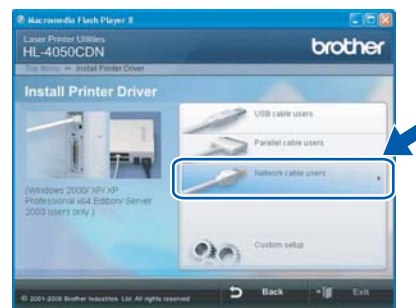 Macromedia Flash Player 8
Laser Printer Utilities
HL-4050CDN
brother
Top Menu Install Printer Driver
Install Printer Driver
USB cable users
Parallel cable users
Network cable users
(Windows 2000/ XP/ XP
Professional x64 Edition/ Server
2003 users only )
Custom setup
© 2001-2006 Brother Industries Ltd. All rights reserved
Back
Exit